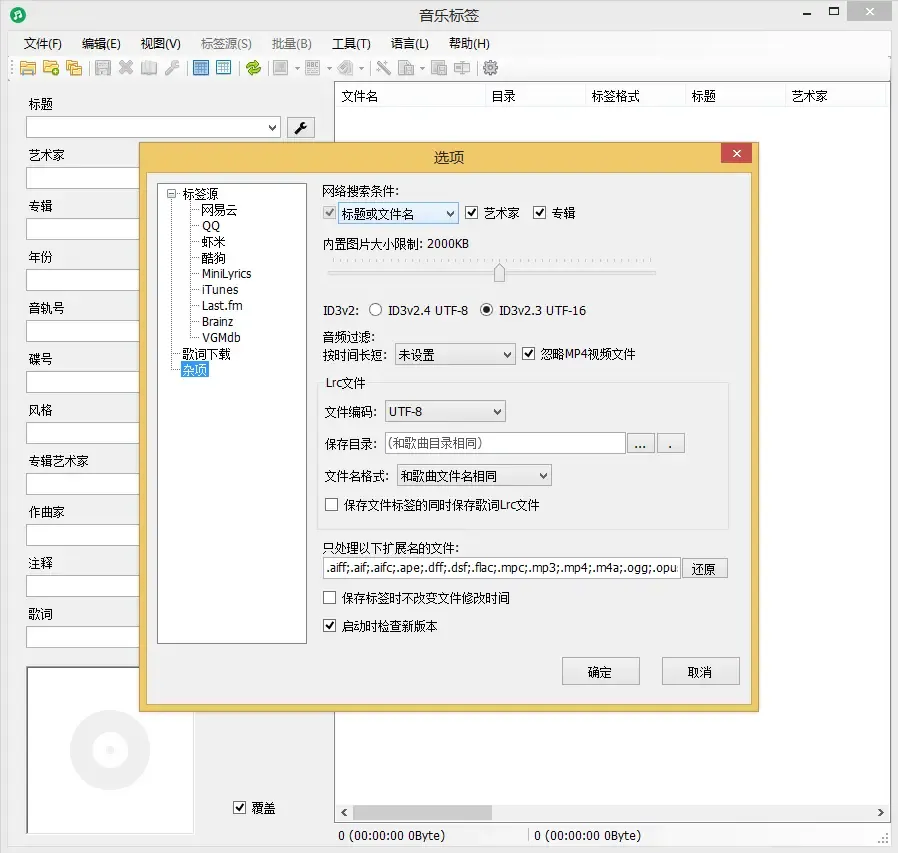 音乐标签
文件(F) 编辑(E) 视图(V) 标签源(S) 批量(B) 工具(T) 语言(L) 帮助(H)
标题
艺术家
专辑
年份
音轨号
碟号
风格
专辑艺术家
作曲家
注释
歌词
覆盖
文件名 目录 标签格式 标题 艺术家
选项
标签源
网易云
QQ
虾米
酷狗
MiniLyrics
iTunes
Last.fm
Brainz
VGMdb
歌词下载
杂项
网络搜索条件:
标题或文件名 艺术家 专辑
内置图片大小限制: 2000KB
ID3v2: ID3v2.4 UTF-8 ID3v2.3 UTF-16
音频过滤:
按时间长短: 未设置 忽略MP4视频文件
Lrc文件
文件编码: UTF-8
保存目录: (和歌曲目录相同) ... .
文件名格式: 和歌曲文件名相同
保存文件标签的同时保存歌词Lrc文件
只处理以下扩展名的文件:
.aiff;.aif;.aifc;.ape;.dff;.dsf;.flac;.mpc;.mp3;.mp4;.m4a;.ogg;.opu 还原
保存标签时不改变文件修改时间
启动时检查新版本
确定 取消
0 (00:00:00 0Byte) 0 (00:00:00 0Byte)